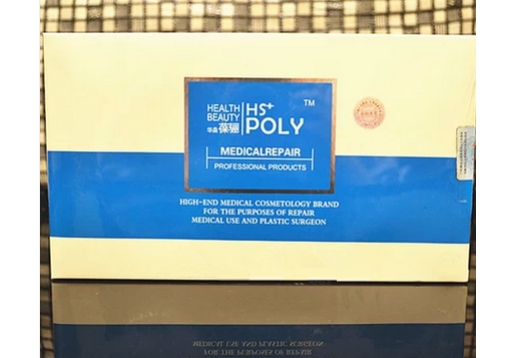 HEALTH
BEAUTY
HS+
POLY
TM
MEDICALREPAIR
PROFESSIONAL PRODUCTS
HIGH-END MEDICAL COSMETOLOGY BRAND
FOR THE PURPOSES OF REPAIR
MEDICAL USE AND PLASTIC SURGEON